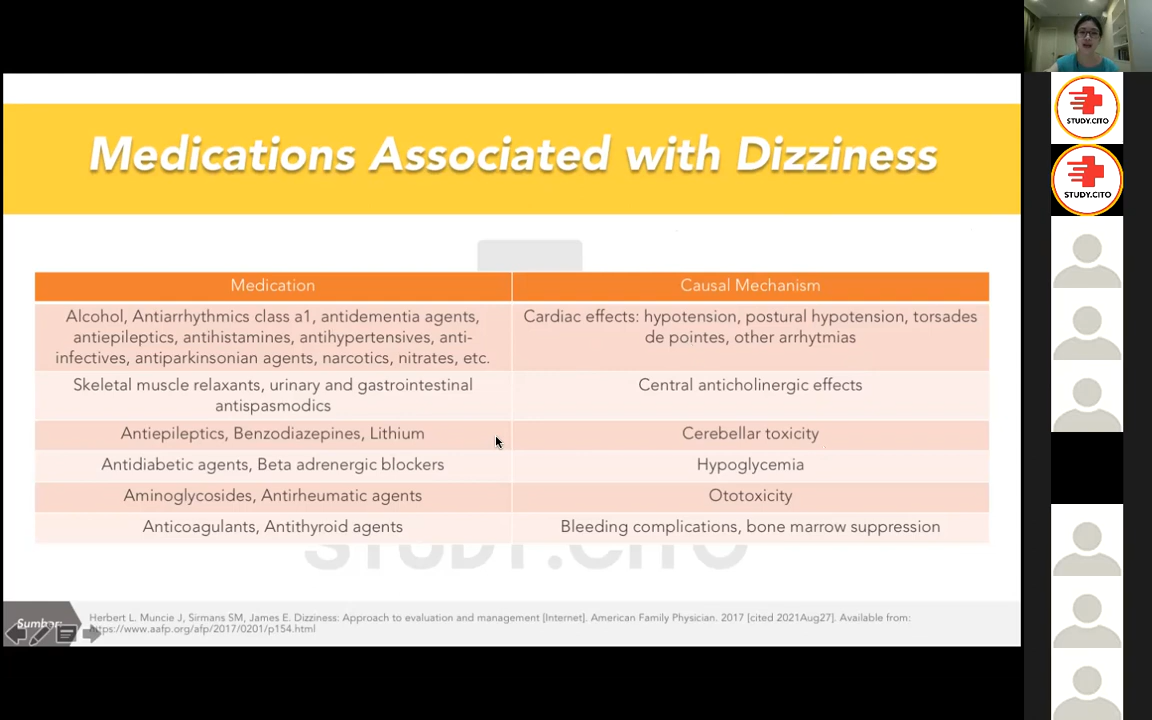 Medications Associated with Dizziness
Medication
Causal Mechanism
Alcohol, Antiarrhythmics class a1, antidementia agents,
antiepileptics, antihistamines, antihypertensives, anti-
infectives, antiparkinsonian agents, narcotics, nitrates, etc.
Cardiac effects: hypotension, postural hypotension, torsades
de pointes, other arrhytmias
Skeletal muscle relaxants, urinary and gastrointestinal
antispasmodics
Central anticholinergic effects
Antiepileptics, Benzodiazepines, Lithium
Cerebellar toxicity
Antidiabetic agents, Beta adrenergic blockers
Hypoglycemia
Aminoglycosides, Antirheumatic agents
Ototoxicity
Anticoagulants, Antithyroid agents
Bleeding complications, bone marrow suppression
STUDY.CITO
Sumber
Herbert L. Muncie J, Sirmans SM, James E. Dizziness: Approach to evaluation and management [Internet]. American Family Physician. 2017 [cited 2021Aug27]. Available from:
https://www.aafp.org/afp/2017/0201/p154.html
STUDY.CITO
STUDY.CITO